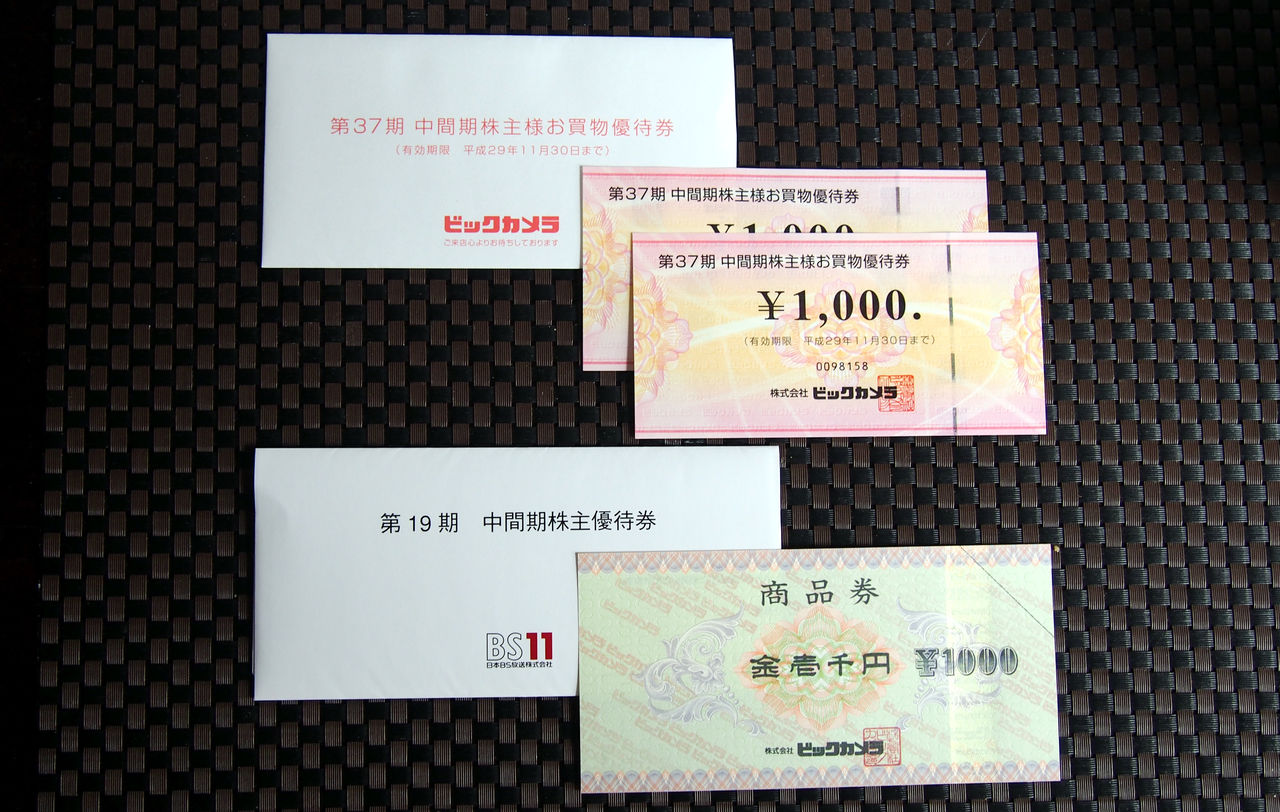 第37期 中間期株主様お買物優待券
（有効期限 平成29年11月30日まで）
ビックカメラ
ご来店心よりお待ちしております
第37期 中間期株主様お買物優待券
¥1,000
第37期 中間期株主様お買物優待券
¥1,000.
（有効期限 平成29年11月30日まで）
0098158
株式会社 ビックカメラ
第 19 期 中間期株主優待券
BS11
日本BS放送株式会社
商品券
金壱千円 ¥1000
株式会社 ビックカメラ